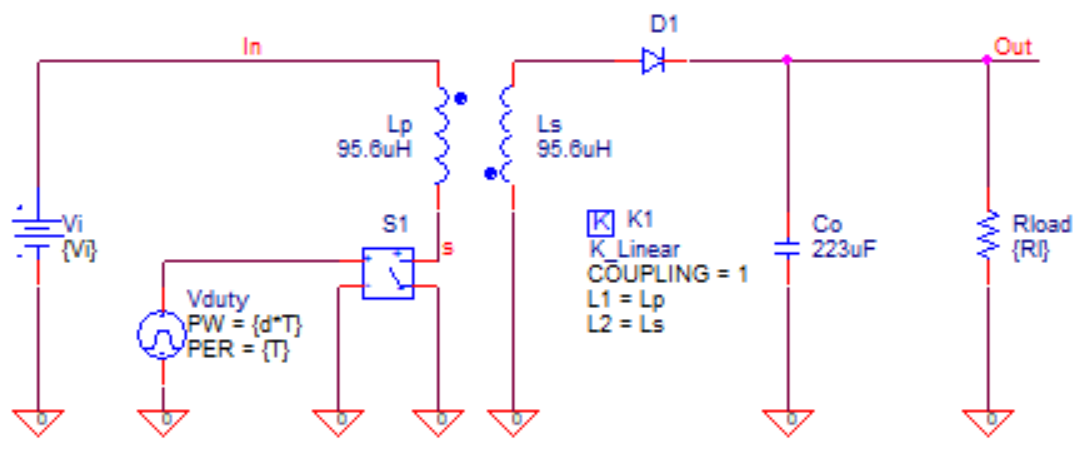 D1
In
Out
Lp
95.6uH
Ls
95.6uH
S1
s
Vi
{Vi}
K K1
K_Linear
COUPLING = 1
L1 = Lp
L2 = Ls
Co
223uF
Rload
{Rl}
Vduty
PW = {d*T}
PER = {T}
0
0
0
0
0
0
0